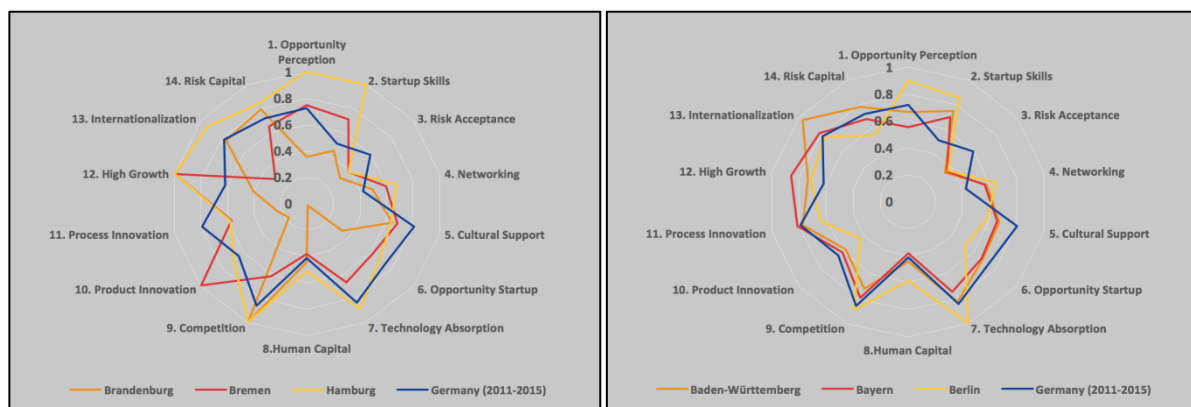 1. Opportunity
Perception
2. Startup Skills
3. Risk Acceptance
4. Networking
5. Cultural Support
6. Opportunity Startup
7. Technology Absorption
8.Human Capital
9. Competition
10. Product Innovation
11. Process Innovation
12. High Growth
13. Internationalization
14. Risk Capital
1
0.8
0.6
0.4
0.2
0
Brandenburg Bremen Hamburg Germany (2011-2015)
1. Opportunity Perception
2. Startup Skills
3. Risk Acceptance
4. Networking
5. Cultural Support
6. Opportunity Startup
7. Technology Absorption
8.Human Capital
9. Competition
10. Product Innovation
11. Process Innovation
12. High Growth
13. Internationalization
14. Risk Capital
1
0.8
0.6
0.4
0.2
0
Baden-Württemberg Bayern Berlin Germany (2011-2015)